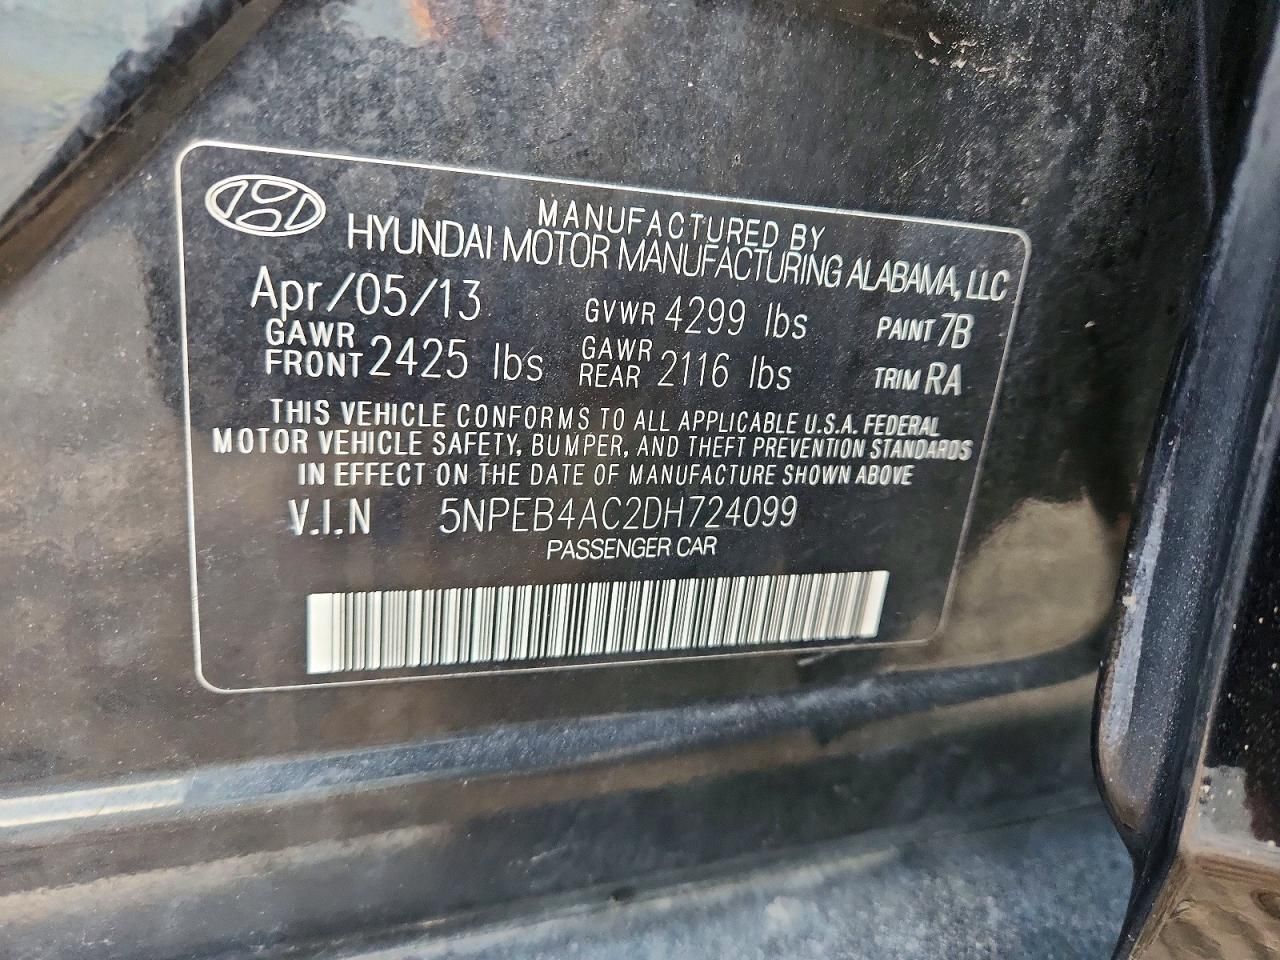 MANUFACTURED BY
HYUNDAI MOTOR MANUFACTURING ALABAMA, LLC
Apr/05/13 GVWR 4299 lbs PAINT 7B
GAWR FRONT 2425 lbs GAWR REAR 2116 lbs TRIM RA
THIS VEHICLE CONFORMS TO ALL APPLICABLE U.S.A. FEDERAL
MOTOR VEHICLE SAFETY, BUMPER, AND THEFT PREVENTION STANDARDS
IN EFFECT ON THE DATE OF MANUFACTURE SHOWN ABOVE
V.I.N 5NPEB4AC2DH724099
PASSENGER CAR